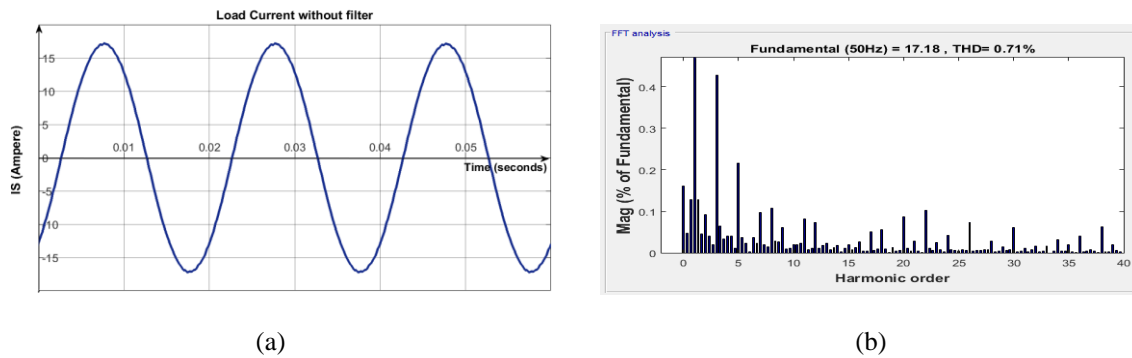 Load Current without filter
IS (Ampere)
15
10
5
0
-5
-10
-15
0.01
0.02
0.03
0.04
0.05
Time (seconds)
(a)
FFT analysis
Fundamental (50Hz) = 17.18 , THD= 0.71%
Mag (% of Fundamental)
0.4
0.3
0.2
0.1
0
0
5
10
15
20
25
30
35
40
Harmonic order
(b)